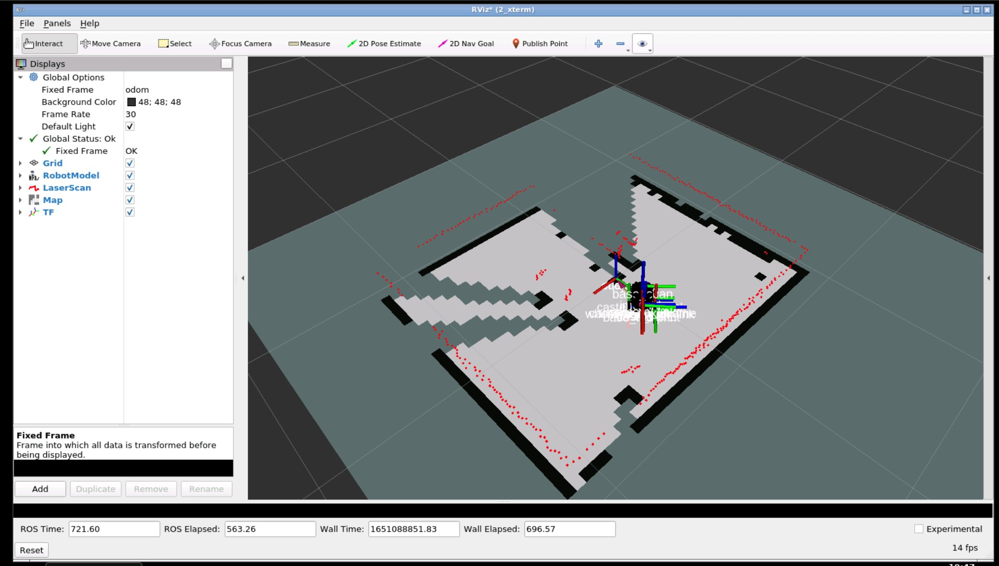 RViz* (2_xterm)
File Panels Help
Interact Move Camera Select Focus Camera Measure 2D Pose Estimate 2D Nav Goal Publish Point
Displays
Global Options
Fixed Frame odom
Background Color 48; 48; 48
Frame Rate 30
Default Light
Global Status: Ok
Fixed Frame OK
Grid
RobotModel
LaserScan
Map
TF
Fixed Frame
Frame into which all data is transformed before
being displayed.
Add Duplicate Remove Rename
ROS Time: 721.60 ROS Elapsed: 563.26 Wall Time: 1651088851.83 Wall Elapsed: 696.57 Experimental
Reset 14 fps